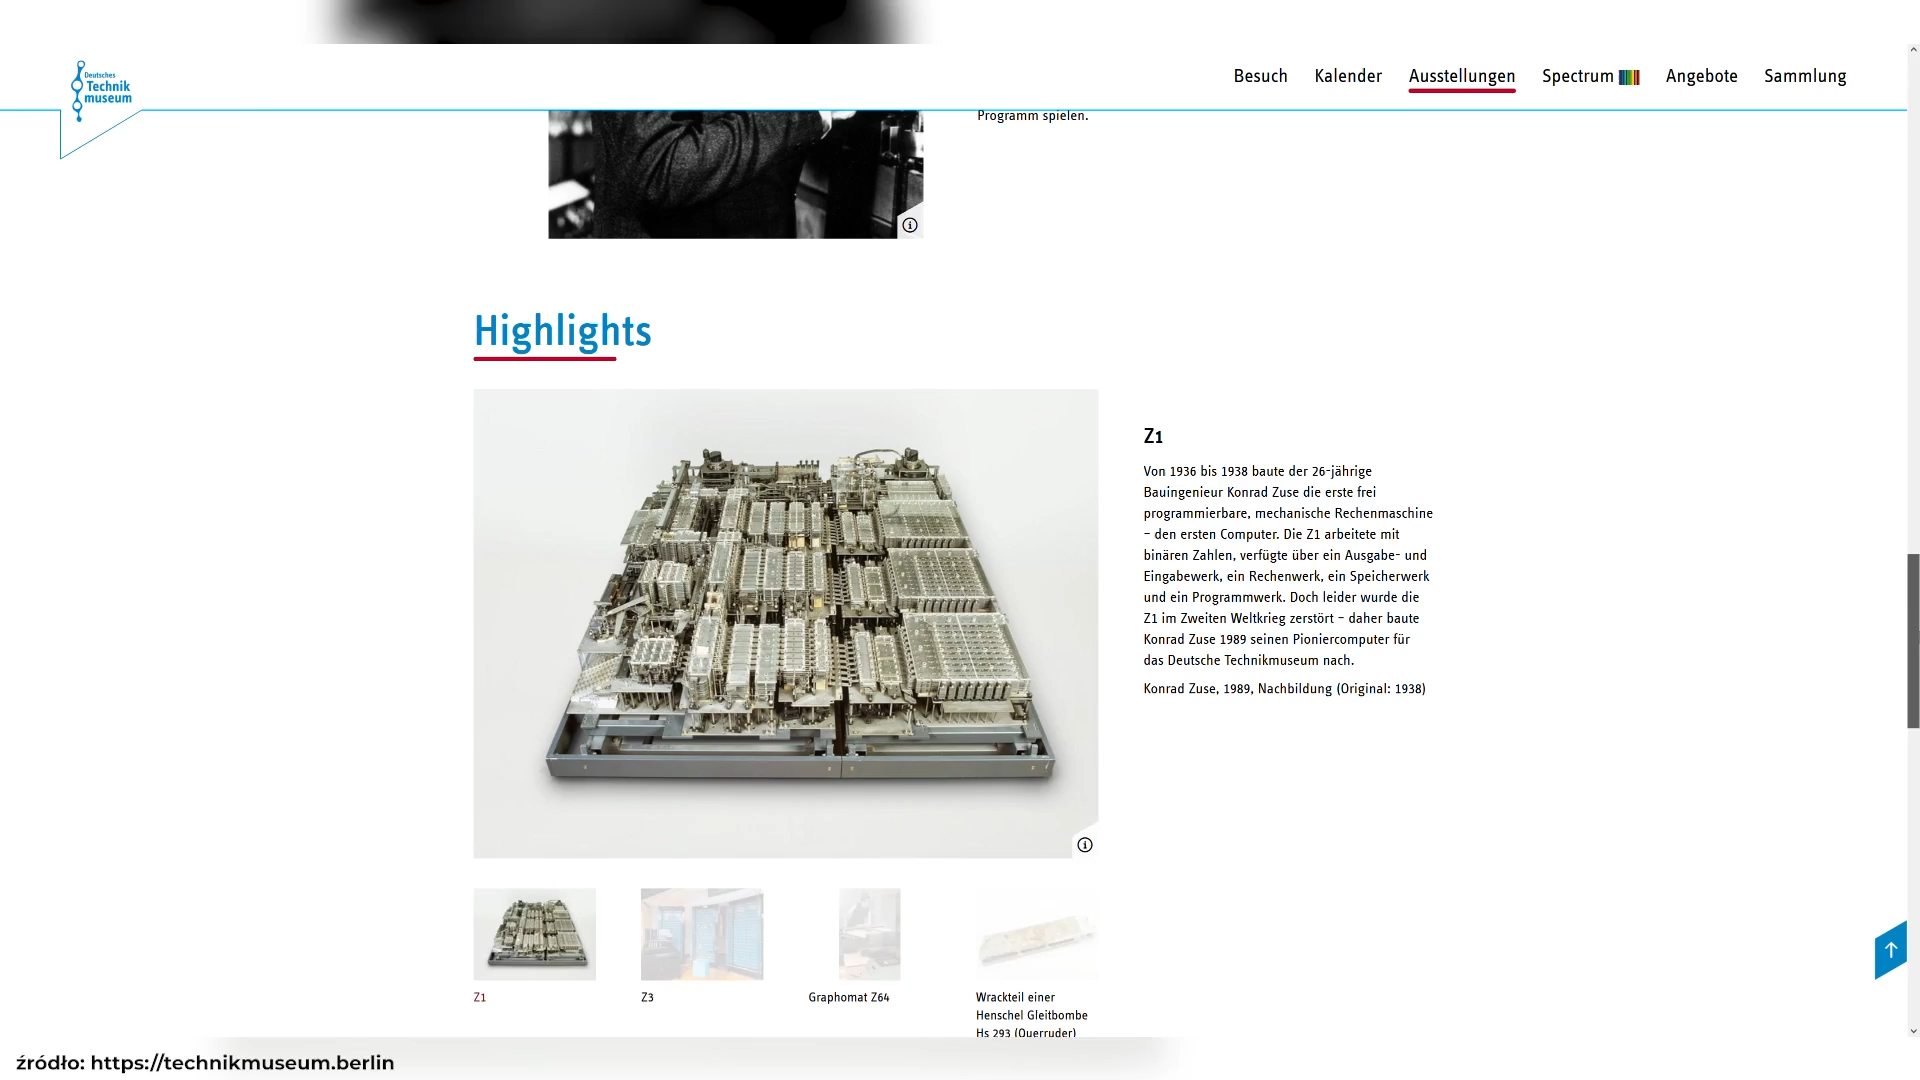 Deutsches
Technik
museum
Besuch Kalender Ausstellungen Spectrum Angebote Sammlung
Programm spielen.
Highlights
Z1
Von 1936 bis 1938 baute der 26-jährige
Bauingenieur Konrad Zuse die erste frei
programmierbare, mechanische Rechenmaschine
– den ersten Computer. Die Z1 arbeitete mit
binären Zahlen, verfügte über ein Ausgabe- und
Eingabewerk, ein Rechenwerk, ein Speicherwerk
und ein Programmwerk. Doch leider wurde die
Z1 im Zweiten Weltkrieg zerstört – daher baute
Konrad Zuse 1989 seinen Pioniercomputer für
das Deutsche Technikmuseum nach.
Konrad Zuse, 1989, Nachbildung (Original: 1938)
Z1
Z3
Graphomat Z64
Wrackteil einer
Henschel Gleitbombe
Hs 293 (Querruder)
źródło: https://technikmuseum.berlin